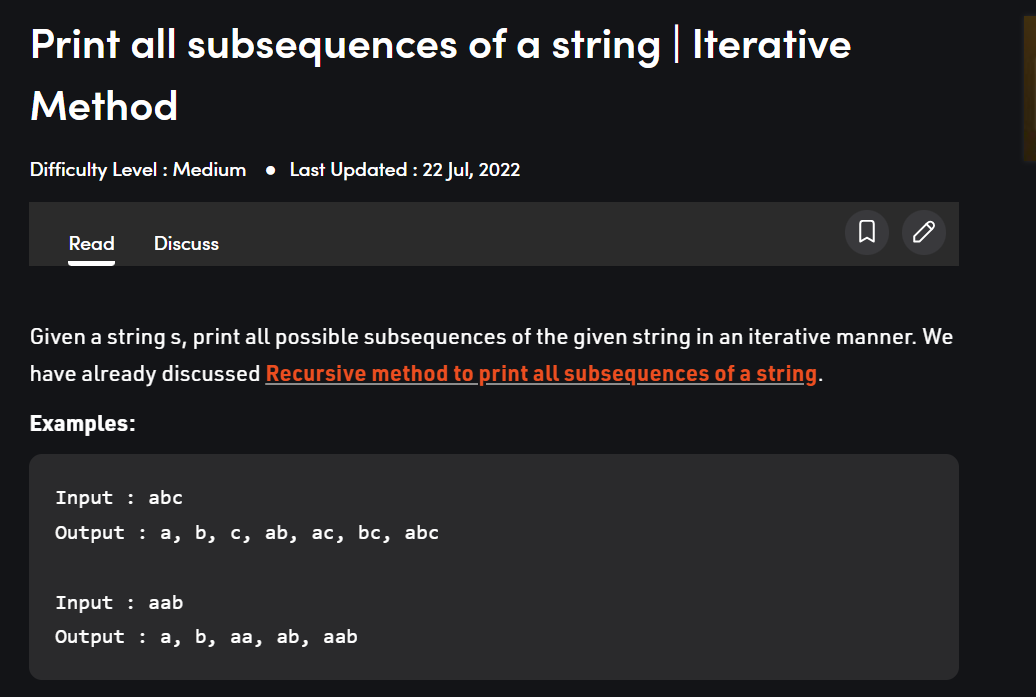 Print all subsequences of a string | Iterative
Method
Difficulty Level : Medium ● Last Updated : 22 Jul, 2022
Read Discuss
Given a string s, print all possible subsequences of the given string in an iterative manner. We
have already discussed Recursive method to print all subsequences of a string.
Examples:
Input : abc
Output : a, b, c, ab, ac, bc, abc
Input : aab
Output : a, b, aa, ab, aab